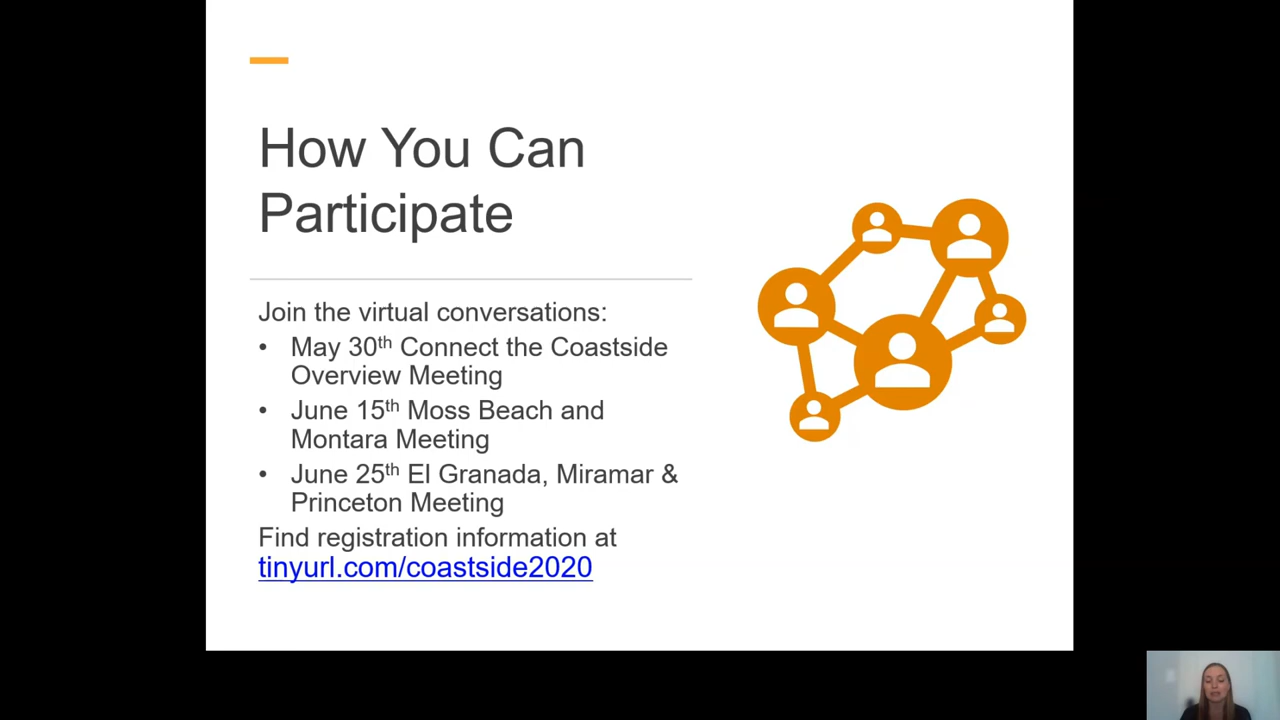 How You Can
Participate
Join the virtual conversations:
• May 30th Connect the Coastside
Overview Meeting
• June 15th Moss Beach and
Montara Meeting
• June 25th El Granada, Miramar &
Princeton Meeting
Find registration information at
tinyurl.com/coastside2020